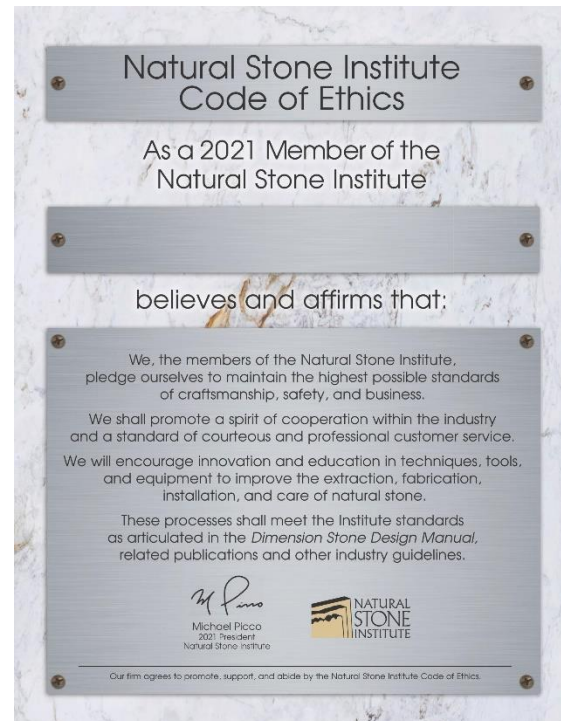 Natural Stone Institute
Code of Ethics
As a 2021 Member of the
Natural Stone Institute
believes and affirms that:
We, the members of the Natural Stone Institute,
pledge ourselves to maintain the highest possible standards
of craftsmanship, safety, and business.
We shall promote a spirit of cooperation within the industry
and a standard of courteous and professional customer service.
We will encourage innovation and education in techniques, tools,
and equipment to improve the extraction, fabrication,
installation, and care of natural stone.
These processes shall meet the Institute standards
as articulated in the Dimension Stone Design Manual,
related publications and other industry guidelines.
Michael Picco
2021 President
Natural Stone Institute
NATURAL
STONE
INSTITUTE
Our firm agrees to promote, support, and abide by the Natural Stone Institute Code of Ethics.